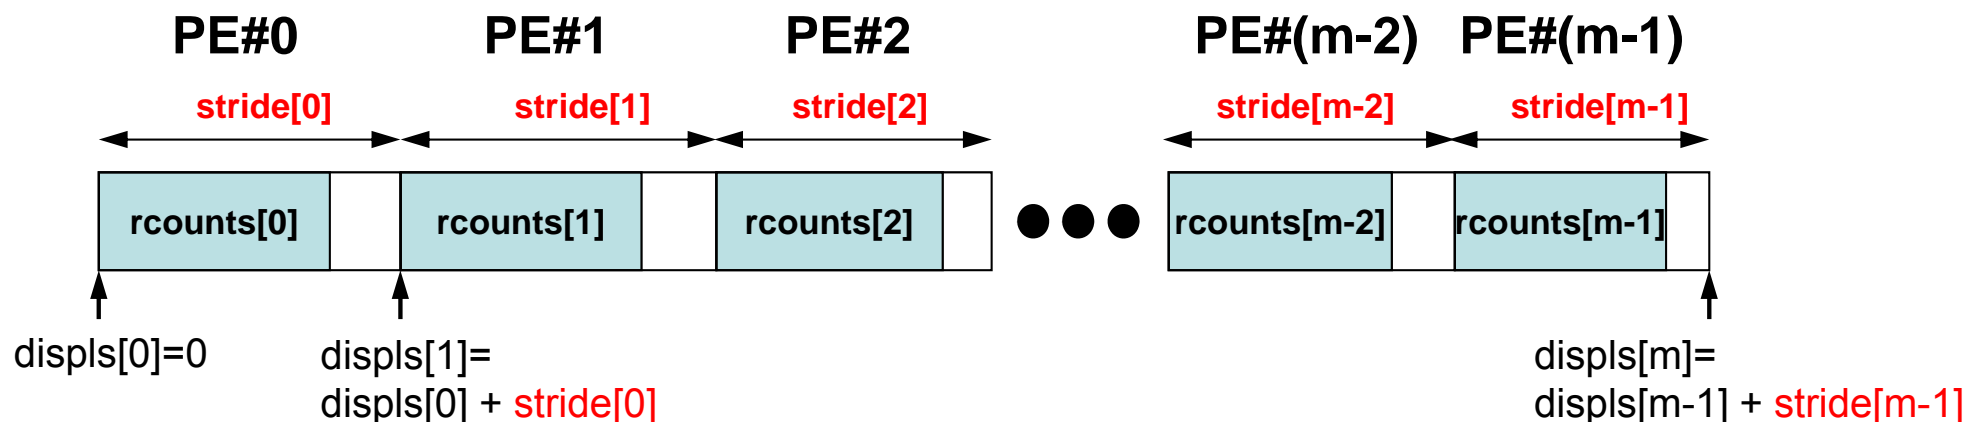 PE#0 PE#1 PE#2 PE#(m-2) PE#(m-1)
stride[0] stride[1] stride[2] stride[m-2] stride[m-1]
rcounts[0] rcounts[1] rcounts[2] rcounts[m-2] rcounts[m-1]
displs[0]=0 displs[1]= displs[m]=
displs[0] + stride[0] displs[m-1] + stride[m-1]